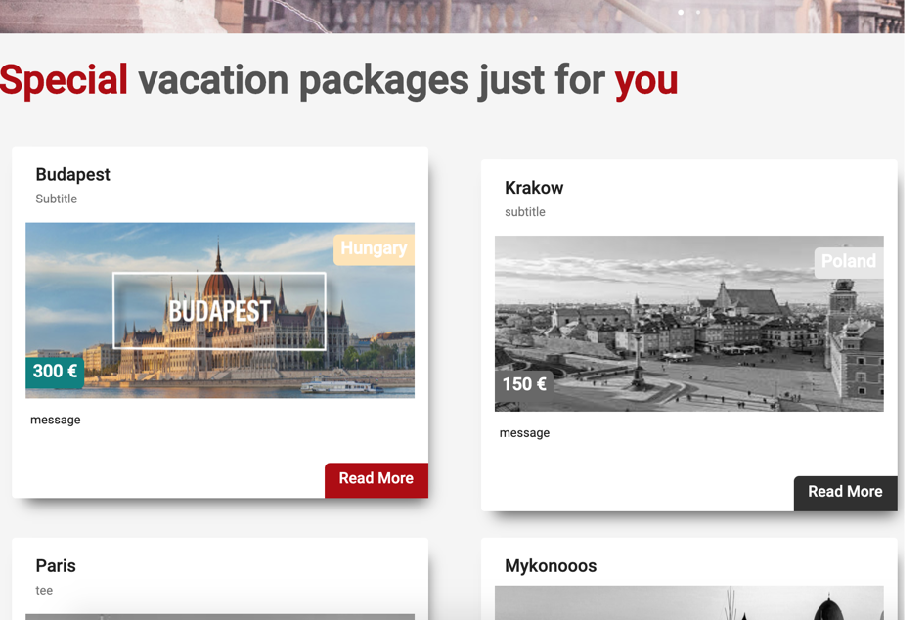 Special vacation packages just for you
Budapest
Subtitle
Hungary
BUDAPEST
300 €
message
Read More
Krakow
subtitle
Poland
150 €
message
Read More
Paris
tee
Mykonooos